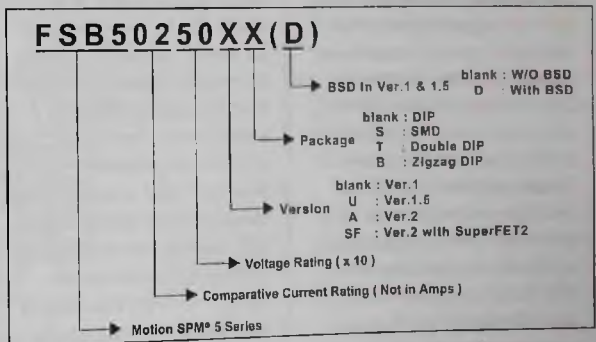 FSB50250XX(D)
BSD In Ver.1 & 1.5
blank : W/O BSD
D : With BSD
Package
blank : DIP
S : SMD
T : Double DIP
B : Zigzag DIP
Version
blank : Ver.1
U : Ver.1.5
A : Ver.2
SF : Ver.2 with SuperFET2
Voltage Rating ( x 10 )
Comparative Current Rating ( Not in Amps )
Motion SPM® 5 Series